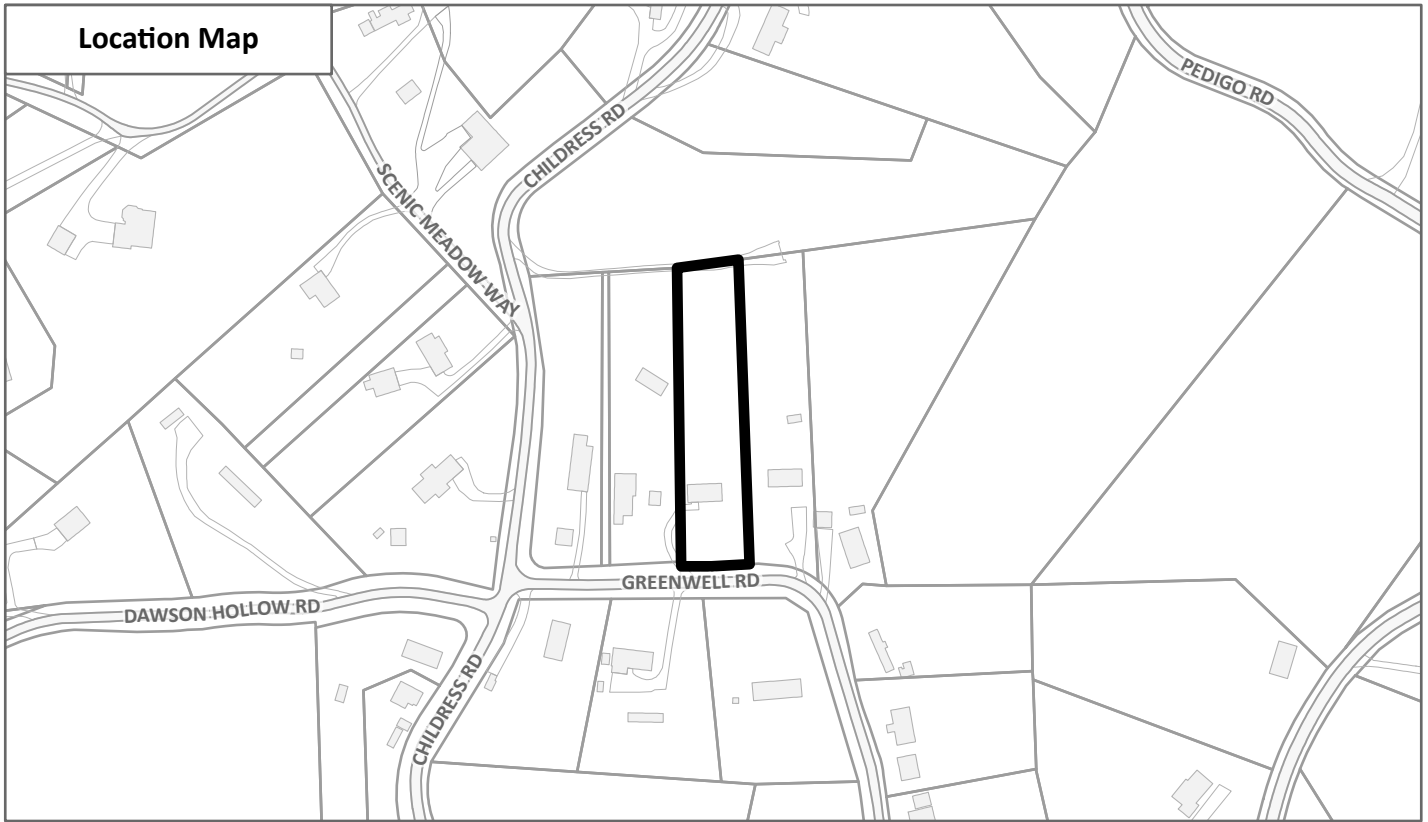 Location Map
PEDIGO RD
CHILDRESS RD
SCENIC MEADOW WAY
GREENWELL RD
DAWSON HOLLOW RD
CHILDRESS RD